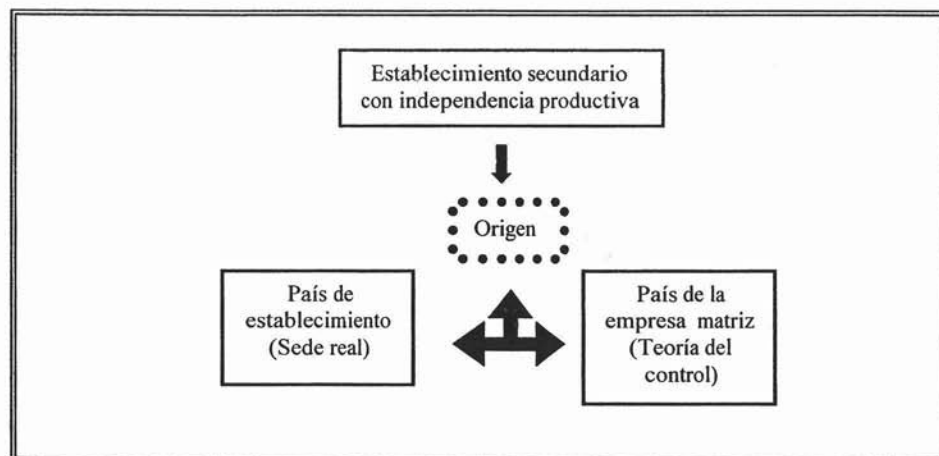 Establecimiento secundario
con independencia productiva
Origen
País de
establecimiento
(Sede real)
País de la
empresa matriz
(Teoría del
control)